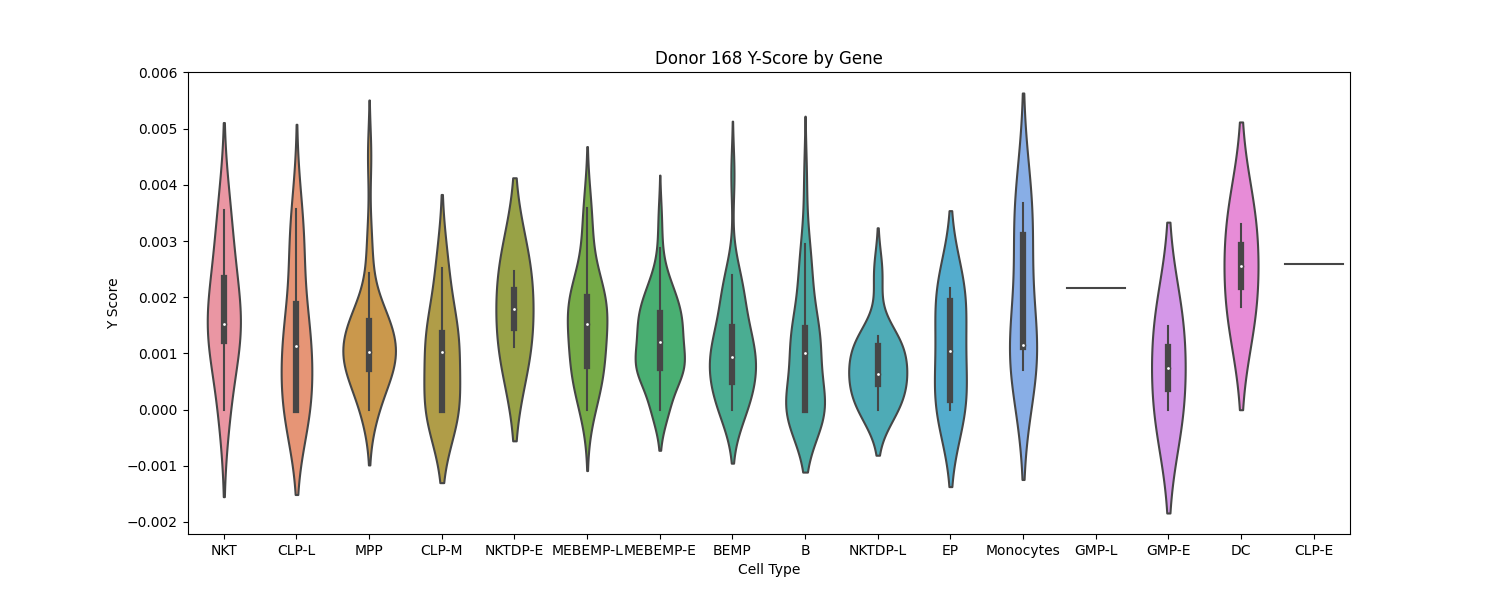 Donor 168 Y-Score by Gene
0.006
0.005
0.004
0.003
0.002
0.001
0.000
−0.001
−0.002
Y Score
NKT CLP-L MPP CLP-M NKTDP-E MEBEMP-L MEBEMP-E BEMP B NKTDP-L EP Monocytes GMP-L GMP-E DC CLP-E
Cell Type